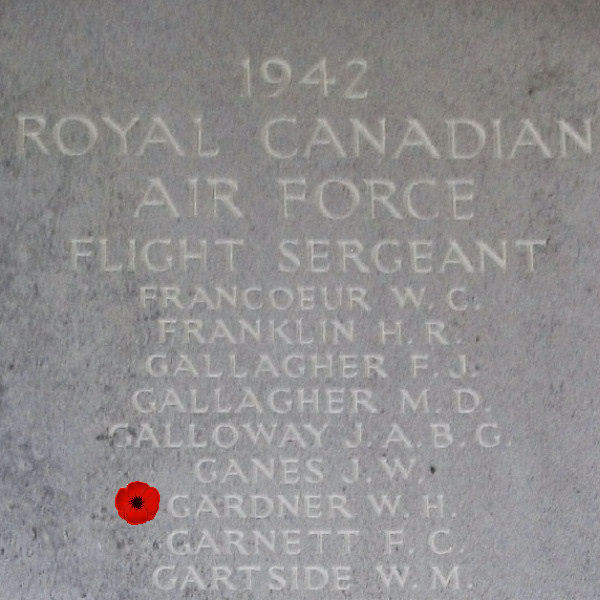 1942
ROYAL CANADIAN
AIR FORCE
FLIGHT SERGEANT
FRANCOEUR W. C.
FRANKLIN H. R.
GALLAGHER F. J.
GALLAGHER M. D.
GALLOWAY J. A. B. G.
GANES J. W.
GARDNER W. H.
GARNETT F. C.
GARTSIDE W. M.